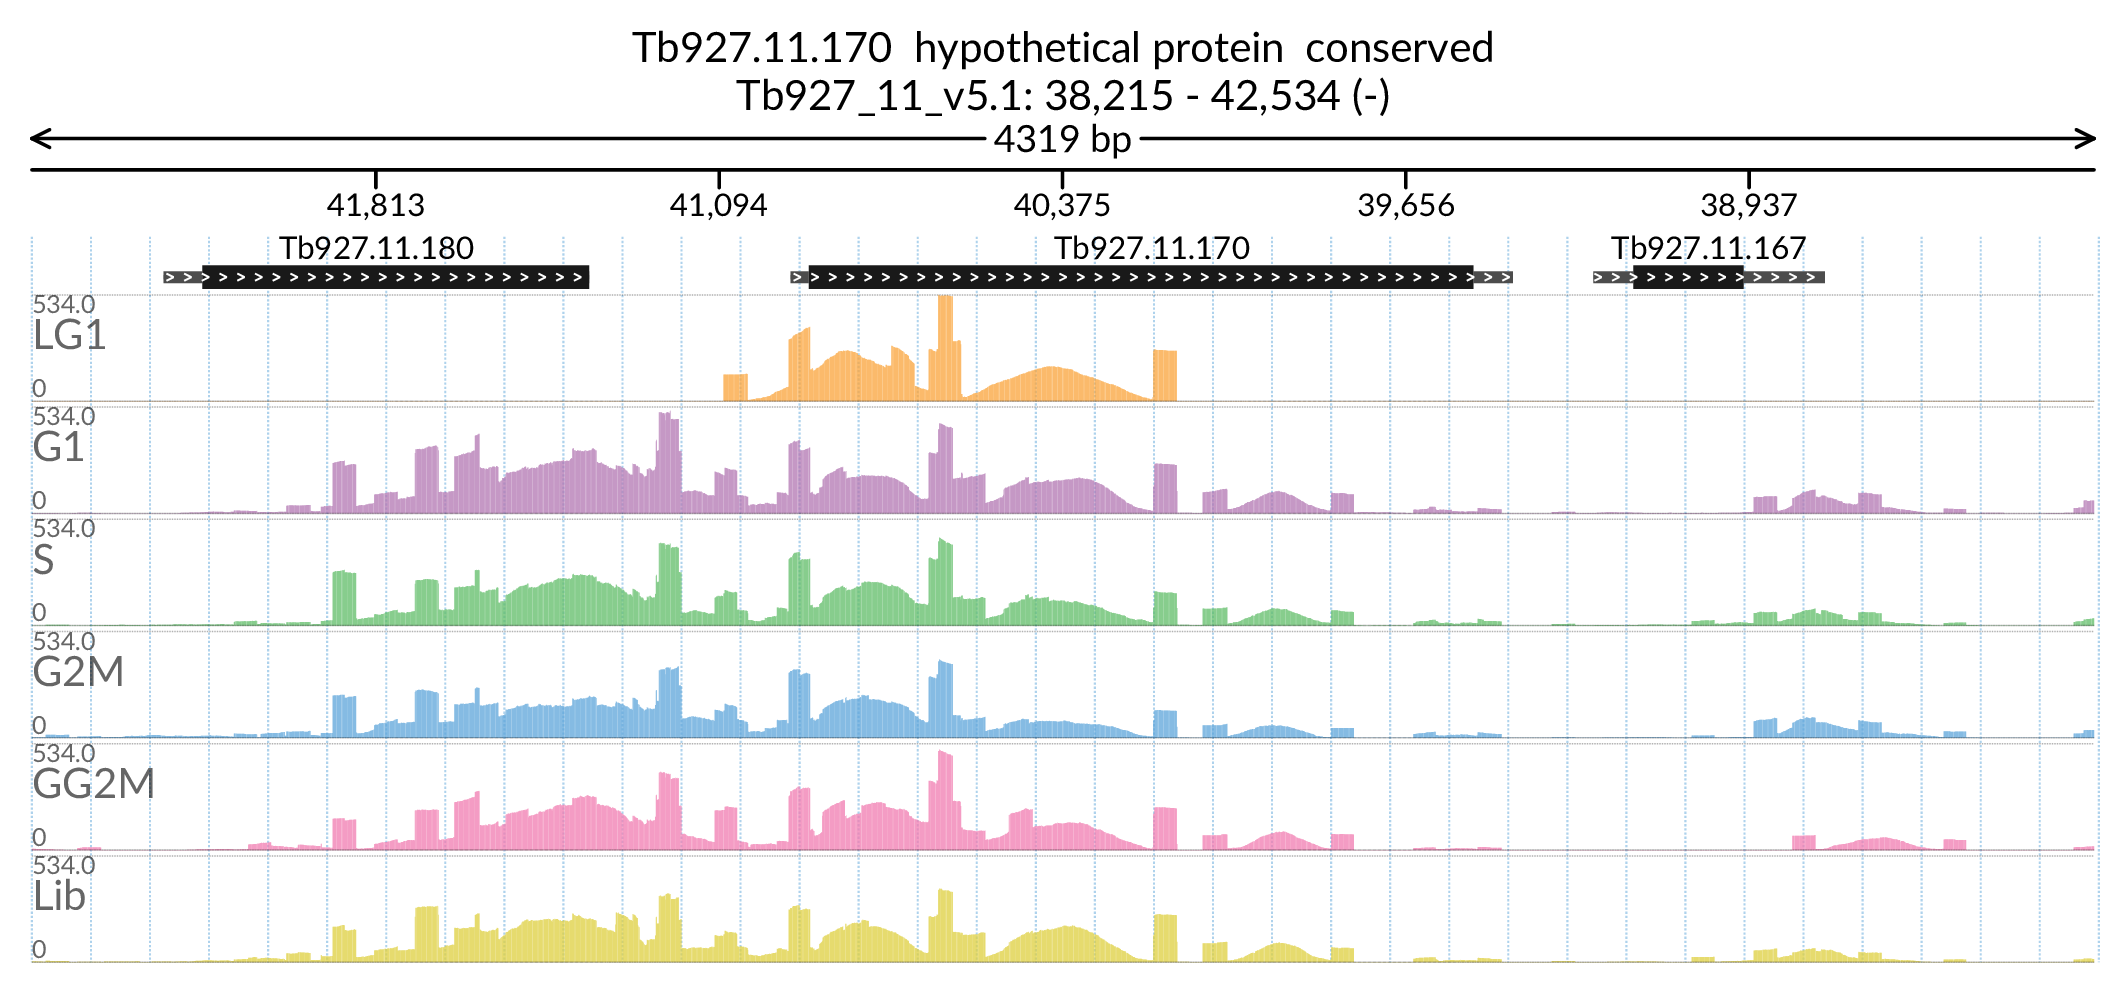 Tb927.11.170 hypothetical protein conserved
Tb927_11_v5.1: 38,215 - 42,534 (-)
4319 bp
41,813 41,094 40,375 39,656 38,937
Tb927.11.180 Tb927.11.170 Tb927.11.167
534.0
LG1
0
534.0
G1
0
534.0
S
0
534.0
G2M
0
534.0
GG2M
0
534.0
Lib
0